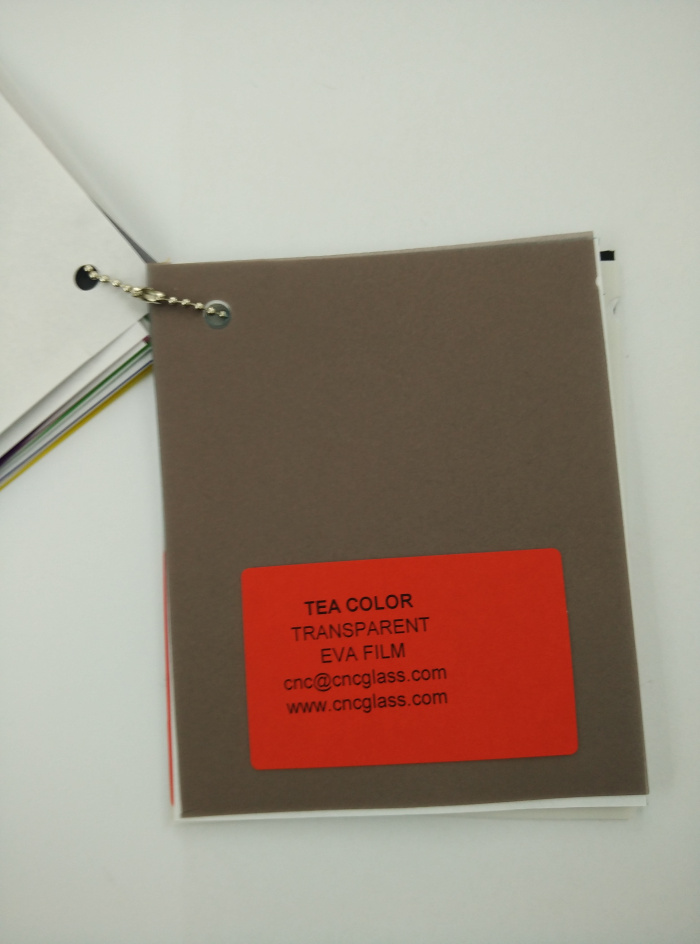 TEA COLOR
TRANSPARENT
EVA FILM
cnc@cncglass.com
www.cncglass.com